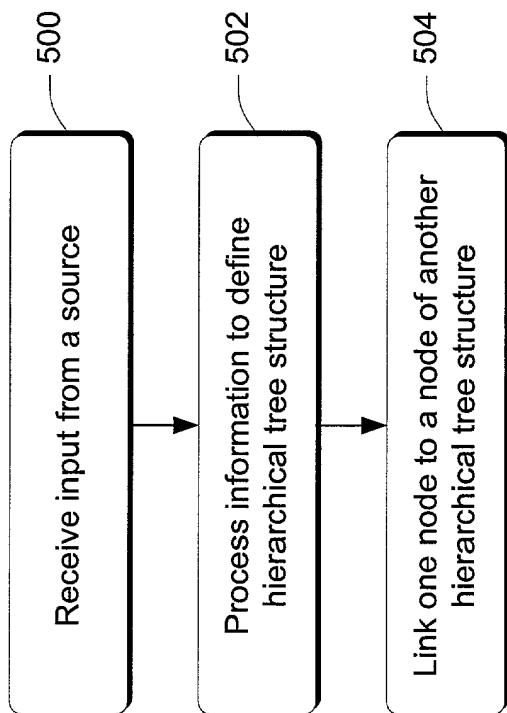 Receive input from a source
500
Process information to define
hierarchical tree structure
502
Link one node to a node of another
hierarchical tree structure
504